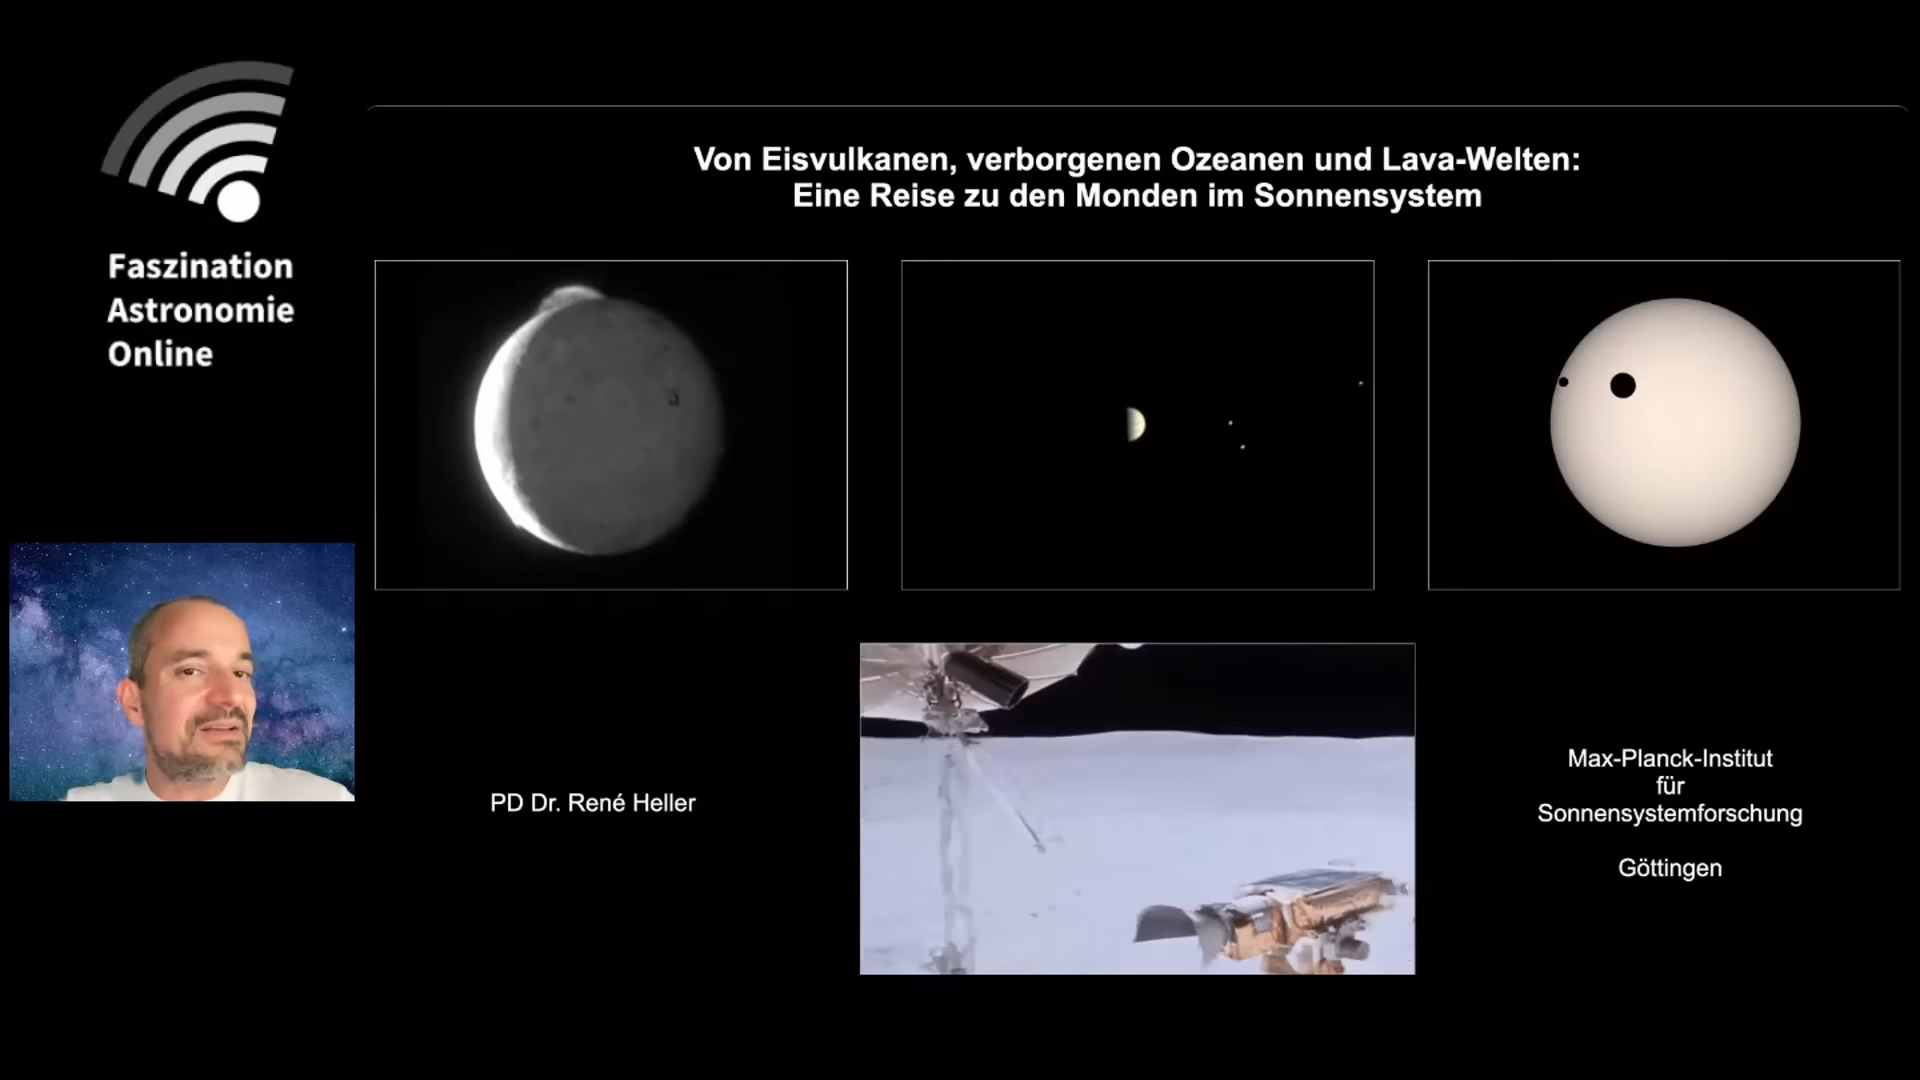 Faszination
Astronomie
Online
Von Eisvulkanen, verborgenen Ozeanen und Lava-Welten:
Eine Reise zu den Monden im Sonnensystem
PD Dr. René Heller
Max-Planck-Institut
für
Sonnensystemforschung
Göttingen